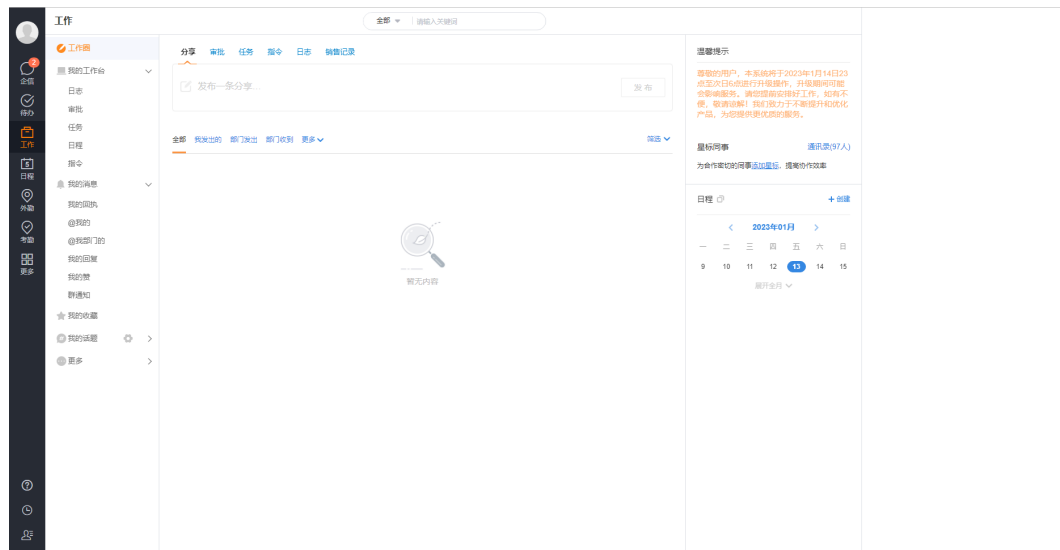 工作
全部
请输入关键词
2
企信
待办
工作
5
日程
外勤
考勤
更多
工作圈
我的工作台
日志
审批
任务
日程
指令
我的消息
我的回执
@我的
@我部门的
我的回复
我的赞
群通知
我的收藏
我的话题
更多
分享 审批 任务 指令 日志 销售记录
发布一条分享...
发布
全部 我发出的 部门发出 部门收到 更多
筛选
暂无内容
温馨提示
尊敬的用户，本系统将于2023年1月14日23
点至次日6点进行升级操作，升级期间可能
会影响服务。请您提前安排好工作，如有不
便，敬请谅解！我们致力于不断提升和优化
产品，为您提供更优质的服务。
星标同事 通讯录(97人)
为合作密切的同事添加星标，提高协作效率
日程 + 创建
2023年01月
一 二 三 四 五 六 日
9 10 11 12 13 14 15
展开全月